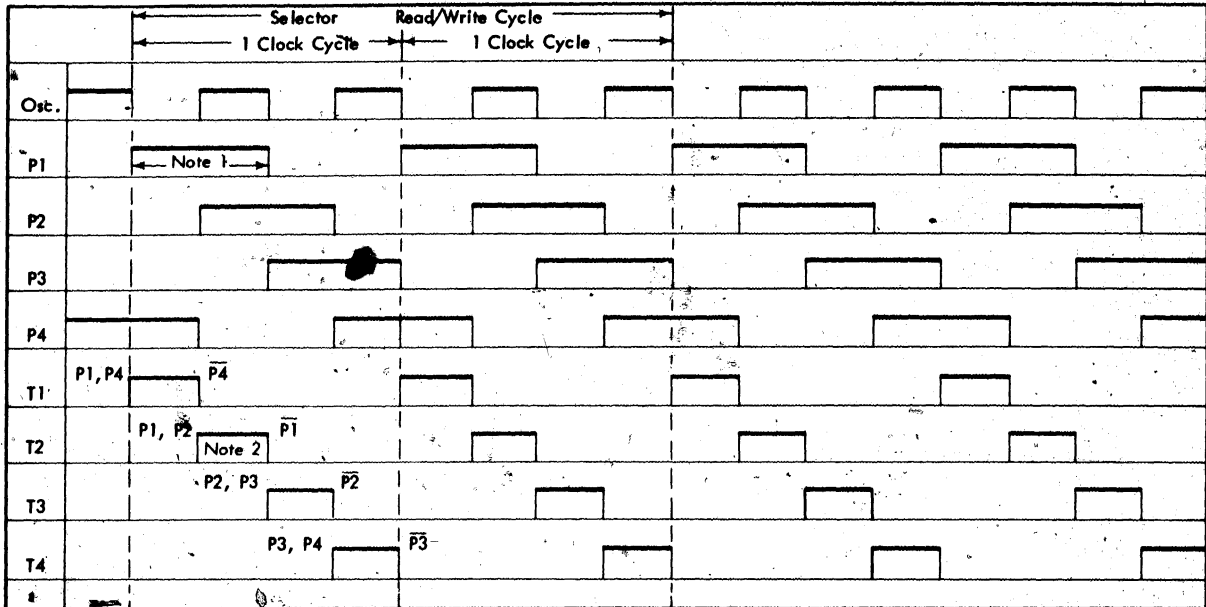 Selector Read/Write Cycle
1 Clock Cycle 1 Clock Cycle
Osc.
P1 Note 1
P2
P3
P4
P1, P4 P̅4̅
T1
P1, P2 P̅1̅
T2 Note 2
P2, P3 P̅2̅
T3
P3, P4 P̅3̅
T4